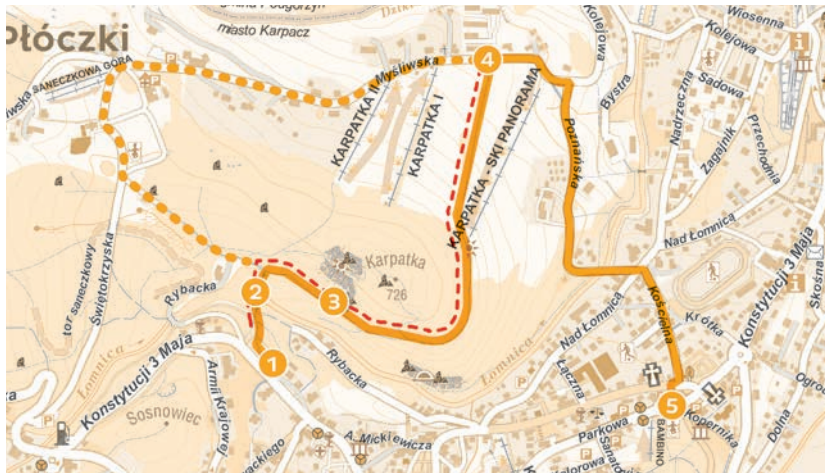 miasto Karpacz
Płóczki
SANECZKOWA GÓRA
P
Myśliwska
4
Kolejowa
Wiosenna
Kolejowa
i
Bystra
Nadrzeczna
Sadowa
Zagajnik
Przechodnia
KARPATKA II
KARPATKA I
KARPATKA - SKI PANORAMA
Poznańska
tor saneczkowy
Świętokrzyska
Rybacka
2
3
Karpatka
726
Nad Łomnicą
Konstytucji 3 Maja
Skośna
i
Kościelna
Krótka
Łomnica
Konstytucji 3 Maja
1
Rybacka
Łomnica
Nad Łomnicą
Łączna
Armii Krajowej
Sosnowiec
A. Mickiewicza
Parkowa
5
Kopernika
BAMBINO
Dolna
Ogro